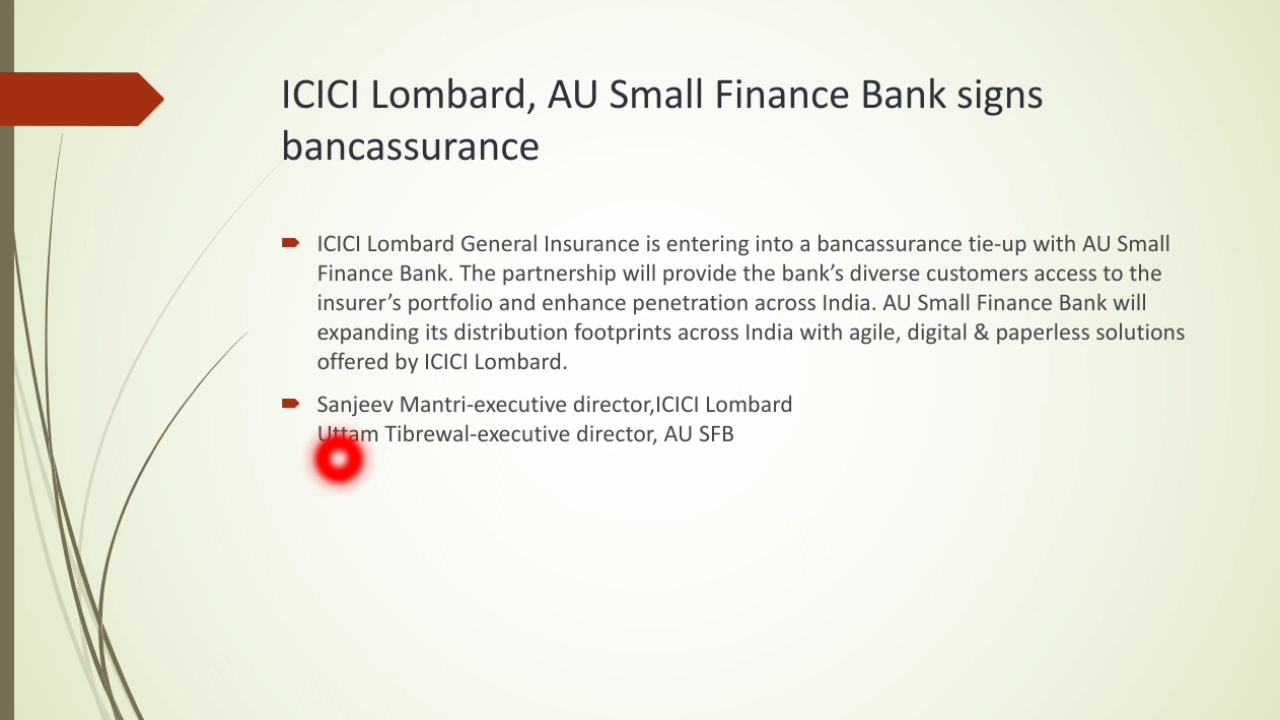 ICICI Lombard, AU Small Finance Bank signs
bancassurance
ICICI Lombard General Insurance is entering into a bancassurance tie-up with AU Small
Finance Bank. The partnership will provide the bank’s diverse customers access to the
insurer’s portfolio and enhance penetration across India. AU Small Finance Bank will
expanding its distribution footprints across India with agile, digital & paperless solutions
offered by ICICI Lombard.
Sanjeev Mantri-executive director,ICICI Lombard
Uttam Tibrewal-executive director, AU SFB